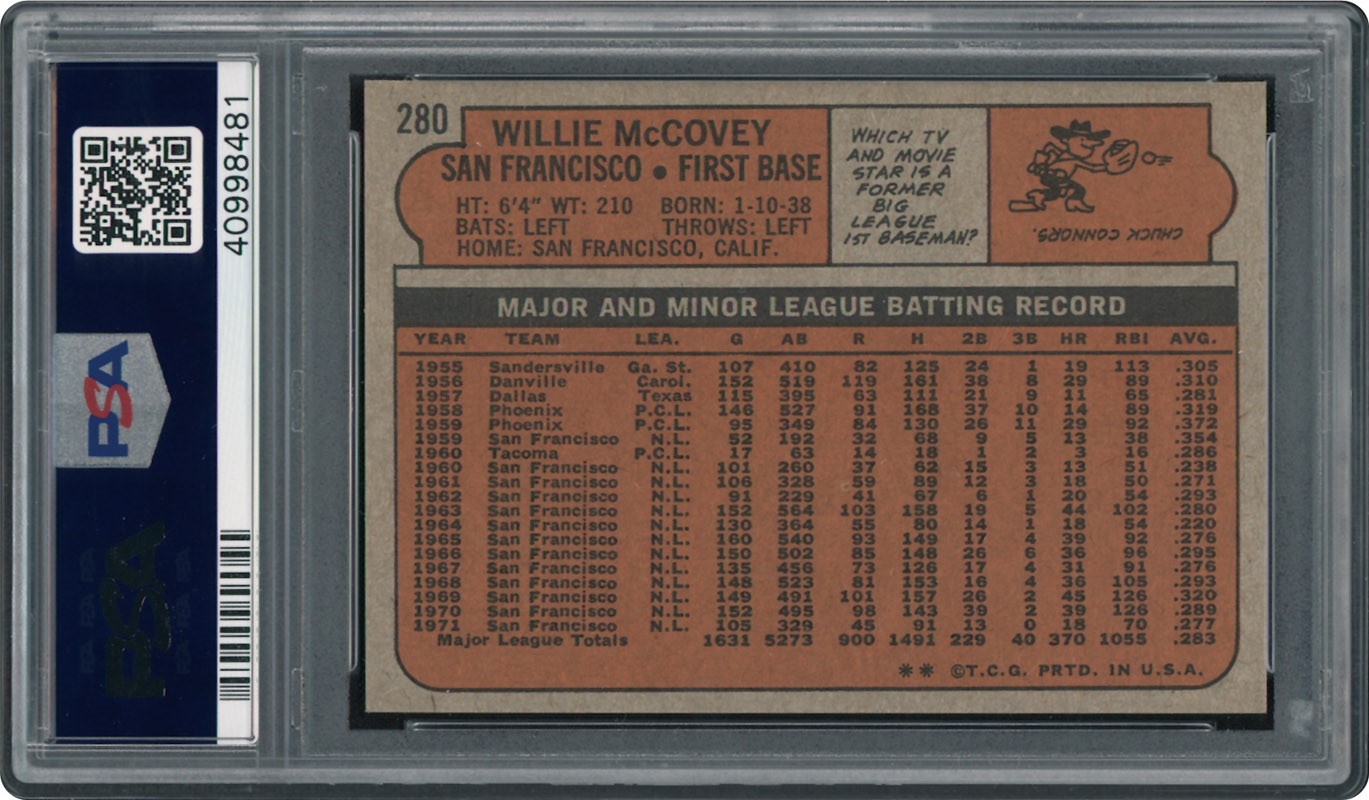 40998481
PSA
PSA
280
WILLIE McCOVEY
SAN FRANCISCO • FIRST BASE
HT: 6'4" WT: 210 BORN: 1-10-38
BATS: LEFT THROWS: LEFT
HOME: SAN FRANCISCO, CALIF.
WHICH TV
AND MOVIE
STAR IS A
FORMER
BIG
LEAGUE
1ST BASEMAN?
CHUCK CONNORS.
MAJOR AND MINOR LEAGUE BATTING RECORD
YEAR TEAM LEA. G AB R H 2B 3B HR RBI AVG.
1955 Sandersville Ga. St. 107 410 82 125 24 1 19 113 .305
1956 Danville Carol. 152 519 119 161 38 8 29 89 .310
1957 Dallas Texas 115 395 63 111 21 9 11 65 .281
1958 Phoenix P.C.L. 146 527 91 168 37 10 14 89 .319
1959 Phoenix P.C.L. 95 349 84 130 26 11 29 92 .372
1959 San Francisco N.L. 52 192 32 68 9 5 13 38 .354
1960 Tacoma P.C.L. 17 63 14 18 1 2 3 16 .286
1960 San Francisco N.L. 101 260 37 62 15 3 13 51 .238
1961 San Francisco N.L. 106 328 59 89 12 3 18 50 .271
1962 San Francisco N.L. 91 229 41 67 6 1 20 54 .293
1963 San Francisco N.L. 152 564 103 158 19 5 44 102 .280
1964 San Francisco N.L. 130 364 55 80 14 1 18 54 .220
1965 San Francisco N.L. 160 540 93 149 17 4 39 92 .276
1966 San Francisco N.L. 150 502 85 148 26 6 36 96 .295
1967 San Francisco N.L. 135 456 73 126 17 4 31 91 .276
1968 San Francisco N.L. 148 523 81 153 16 4 36 105 .293
1969 San Francisco N.L. 149 491 101 157 26 2 45 126 .320
1970 San Francisco N.L. 152 495 98 143 39 2 39 126 .289
1971 San Francisco N.L. 105 329 45 91 13 0 18 70 .277
Major League Totals 1631 5273 900 1491 229 40 370 1055 .283
** ©T.C.G. PRTD. IN U.S.A.